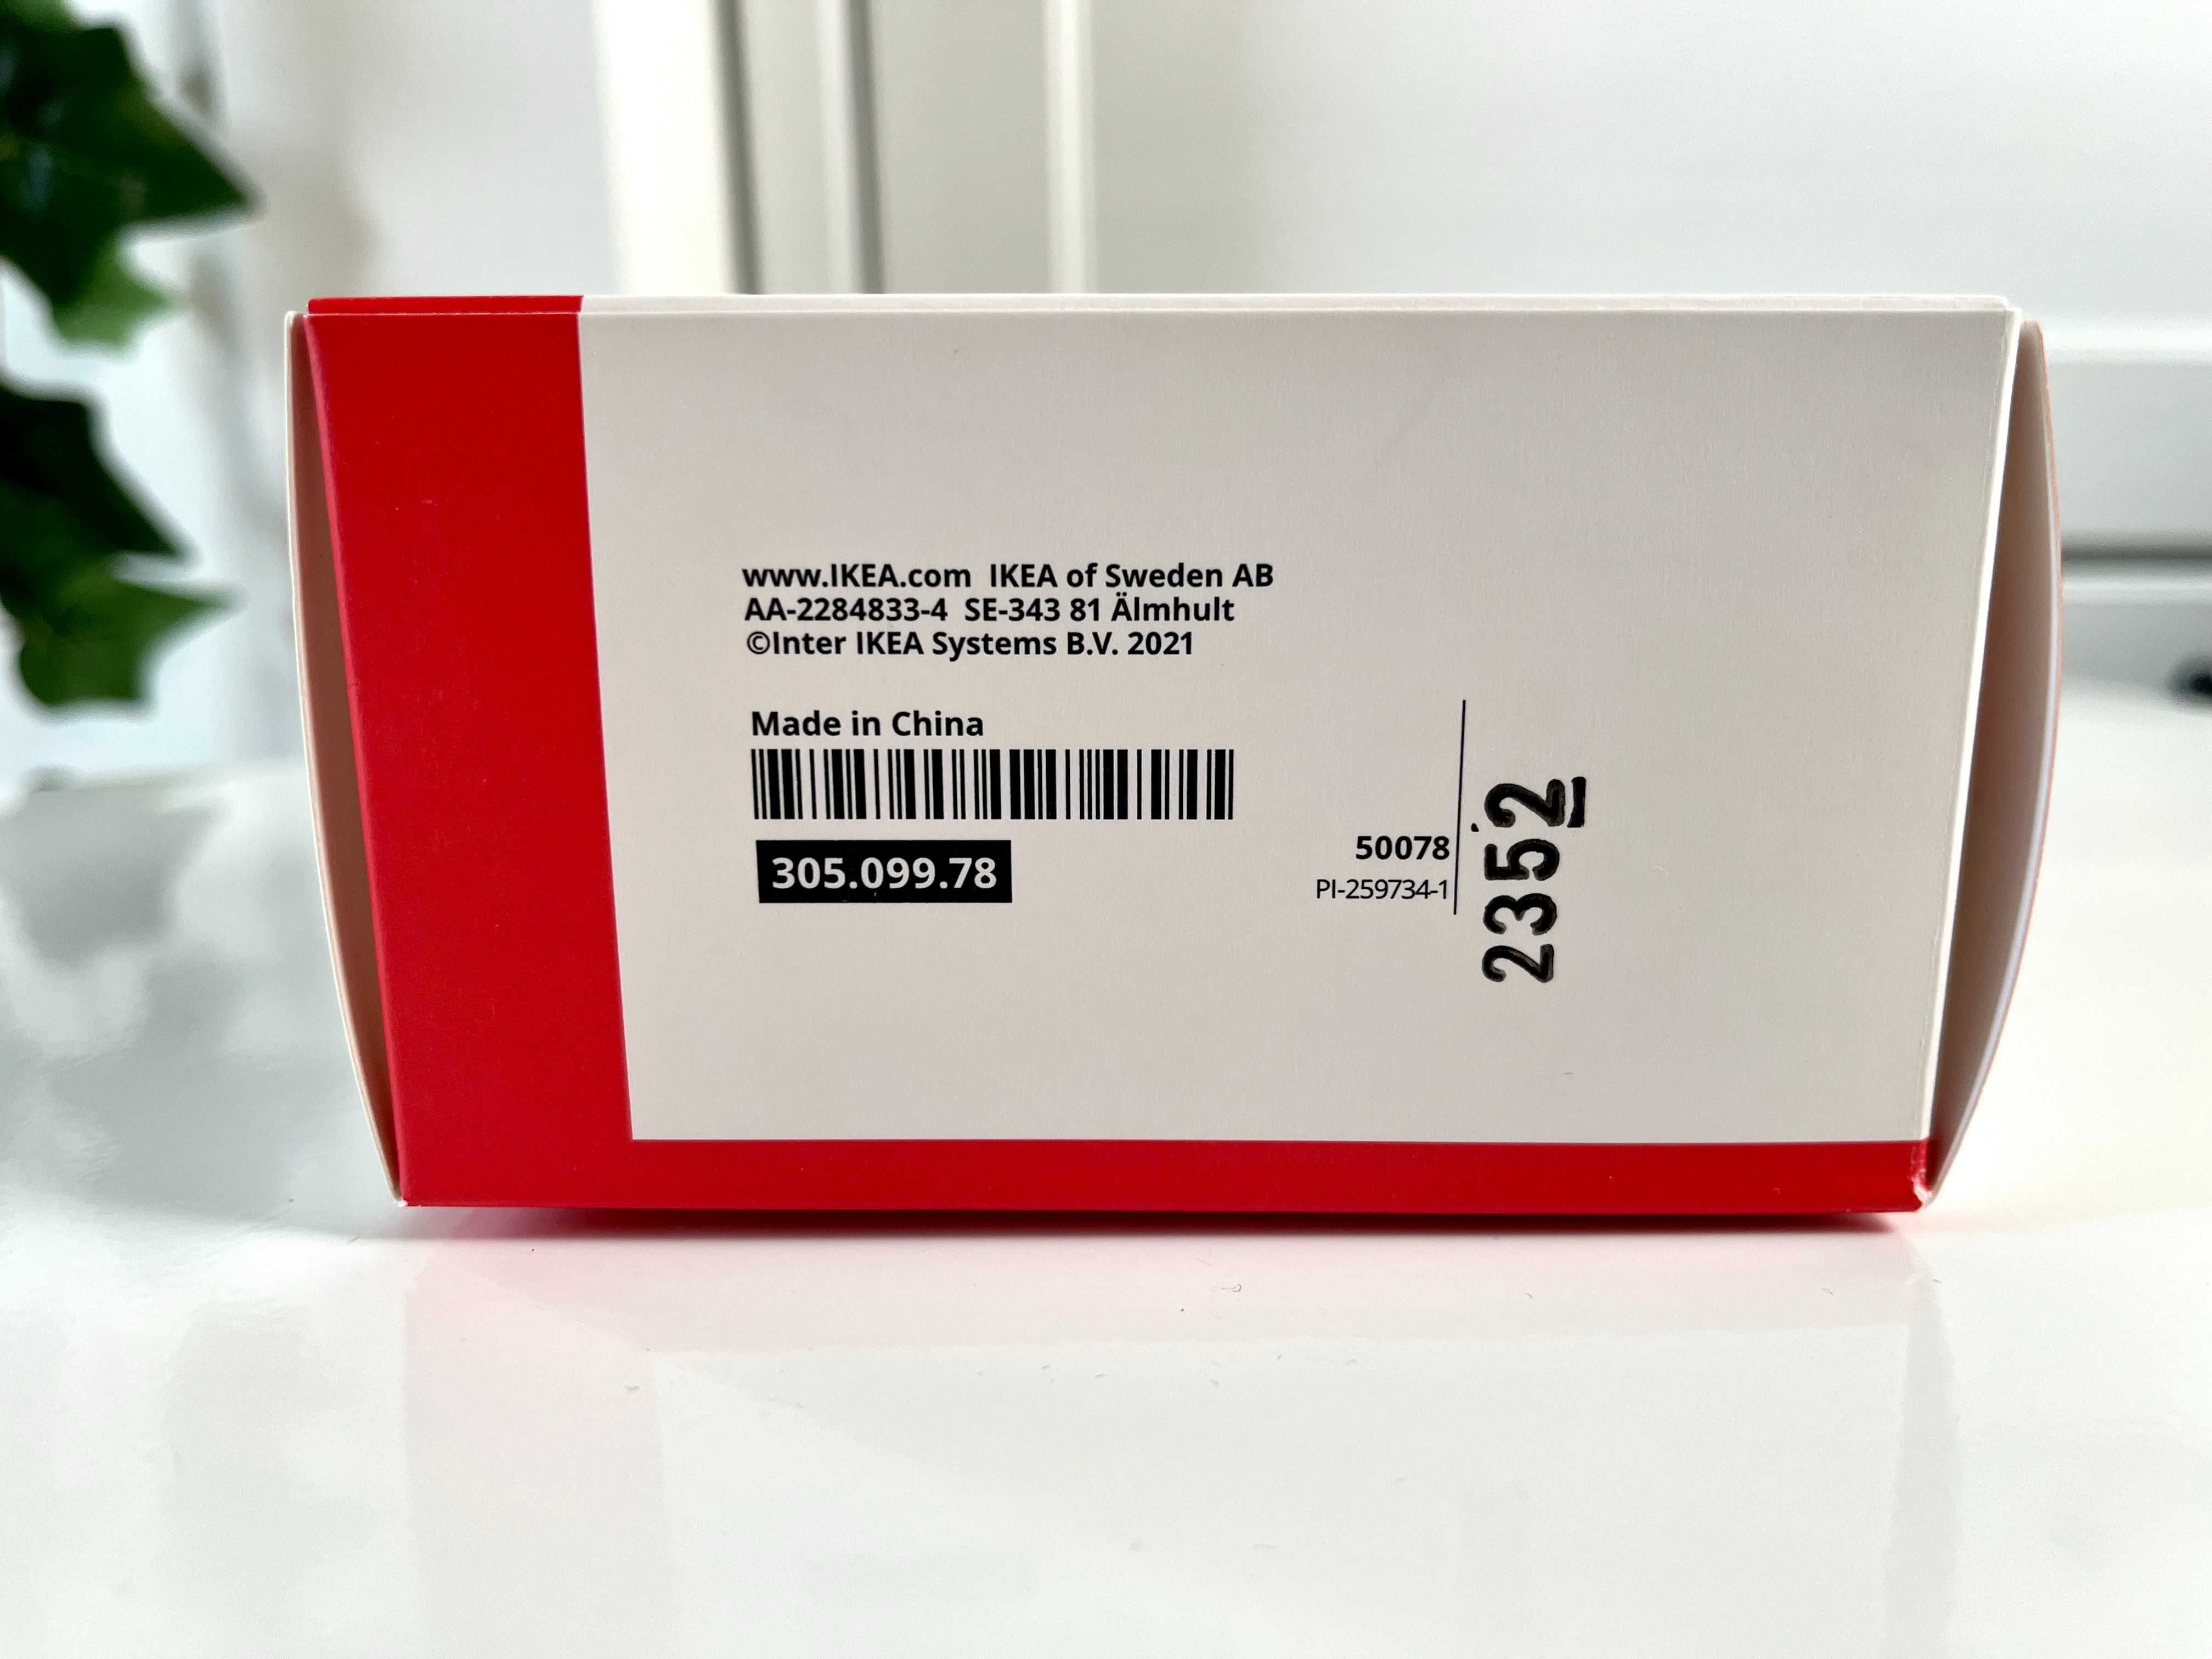 www.IKEA.com IKEA of Sweden AB
AA-2284833-4 SE-343 81 Älmhult
©Inter IKEA Systems B.V. 2021
Made in China
305.099.78
50078
PI-259734-1
2352